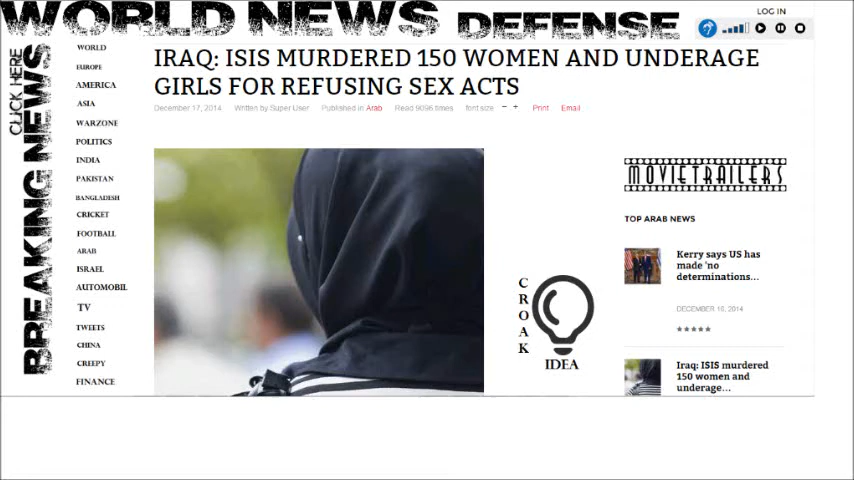 WORLD NEWS DEFENSE
LOG IN
CLICK HERE
BREAKING NEWS
WORLD
EUROPE
AMERICA
ASIA
WARZONE
POLITICS
INDIA
PAKISTAN
BANGLADESH
CRICKET
FOOTBALL
ARAB
ISRAEL
AUTOMOBIL
TV
TWEETS
CHINA
CREEPY
FINANCE
IRAQ: ISIS MURDERED 150 WOMEN AND UNDERAGE
GIRLS FOR REFUSING SEX ACTS
December 17, 2014 Written by Super User Published in Arab Read 9096 times font size − + Print Email
CROAK
IDEA
MOVIETRAILERS
TOP ARAB NEWS
Kerry says US has
made 'no
determinations...
DECEMBER 16, 2014
Iraq: ISIS murdered
150 women and
underage...